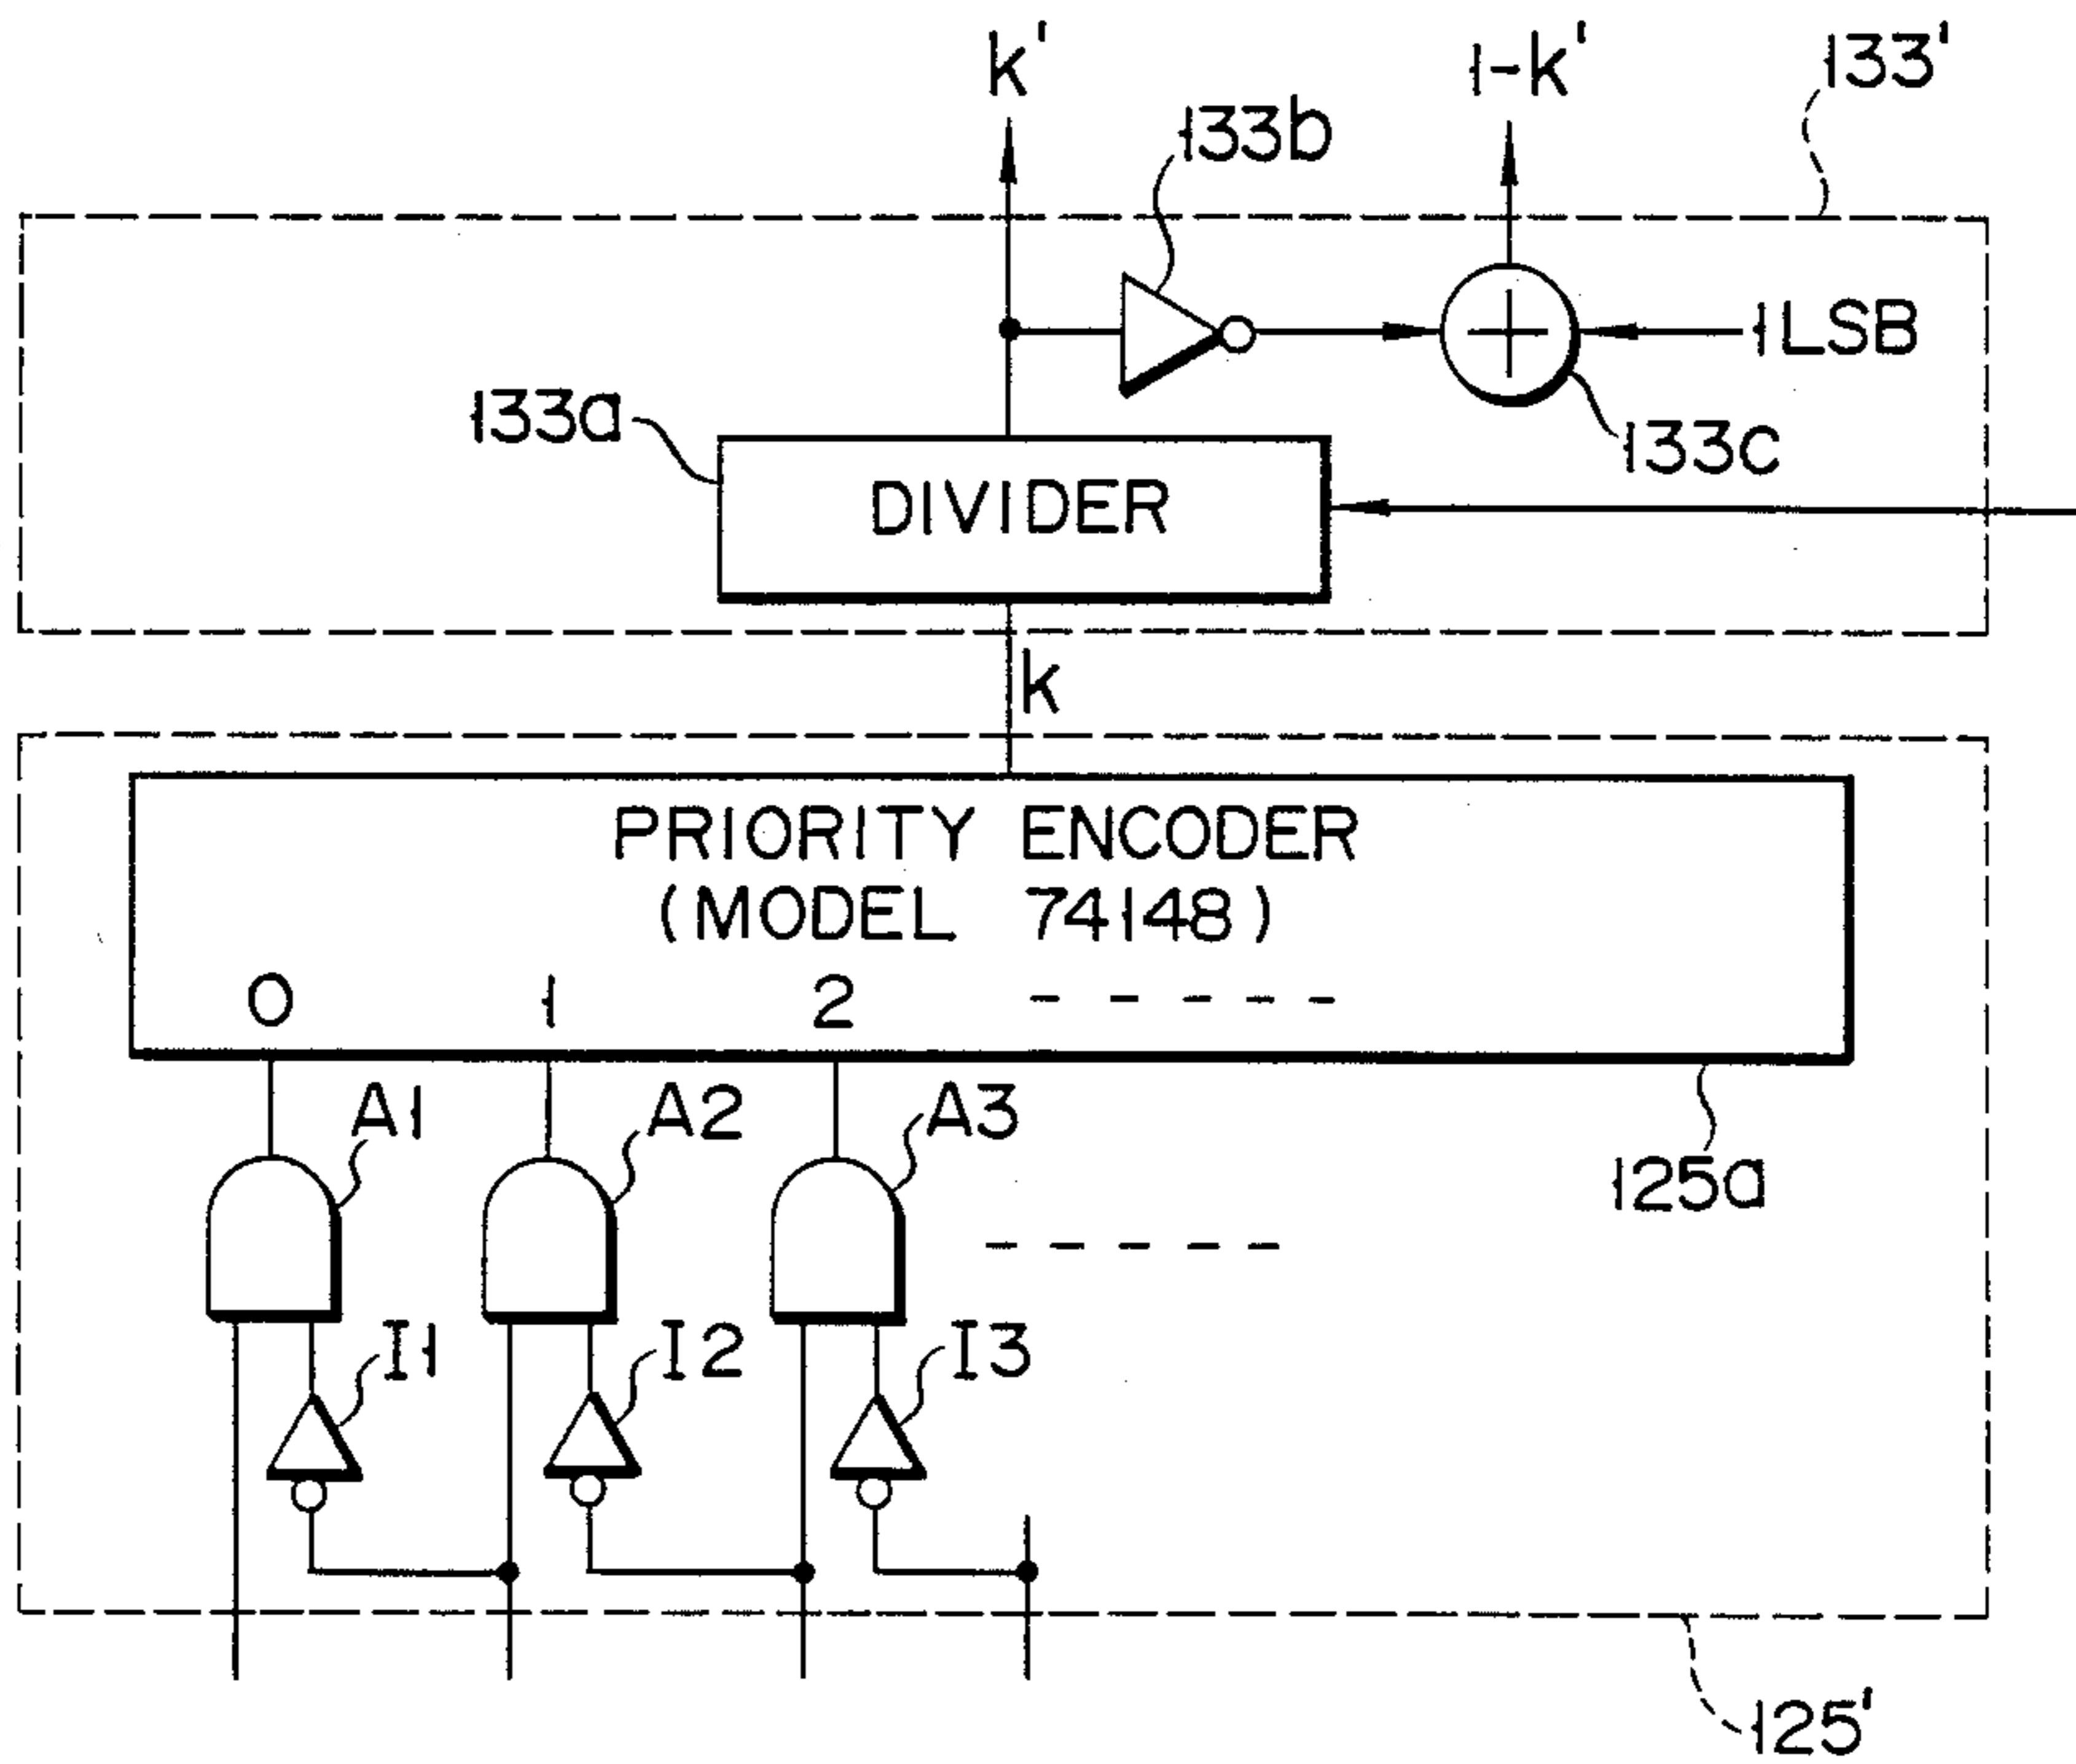 k'
1-k'
133'
133b
1LSB
133a
133c
DIVIDER
k
PRIORITY ENCODER
(MODEL 74148)
0 1 2 - - - - -
A1
A2
A3
125a
- - - - -
I1
I2
I3
125'